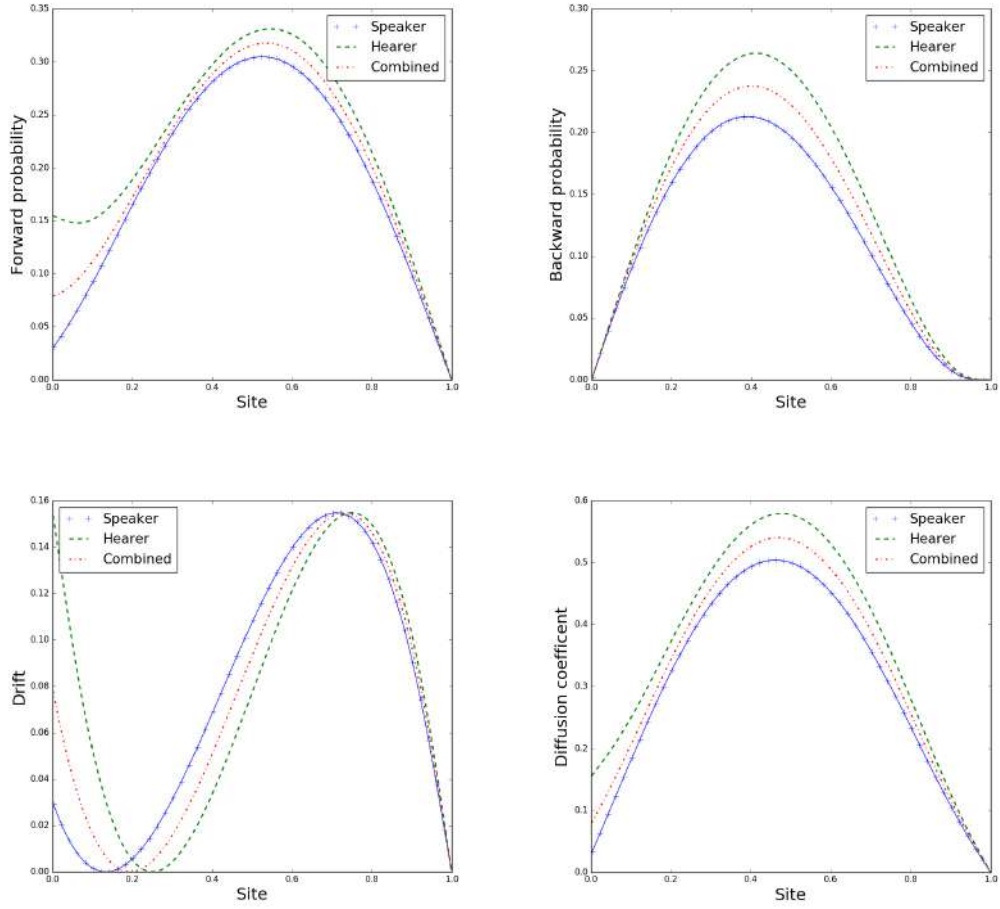 Forward probability
0.35
0.30
0.25
0.20
0.15
0.10
0.05
0.00
0.0 0.2 0.4 0.6 0.8 1.0
Site
Speaker
Hearer
Combined
Backward probability
0.30
0.25
0.20
0.15
0.10
0.05
0.00
0.0 0.2 0.4 0.6 0.8 1.0
Site
Speaker
Hearer
Combined
Drift
0.16
0.14
0.12
0.10
0.08
0.06
0.04
0.02
0.00
0.0 0.2 0.4 0.6 0.8 1.0
Site
Speaker
Hearer
Combined
Diffusion coefficent
0.6
0.5
0.4
0.3
0.2
0.1
0.0
0.0 0.2 0.4 0.6 0.8 1.0
Site
Speaker
Hearer
Combined